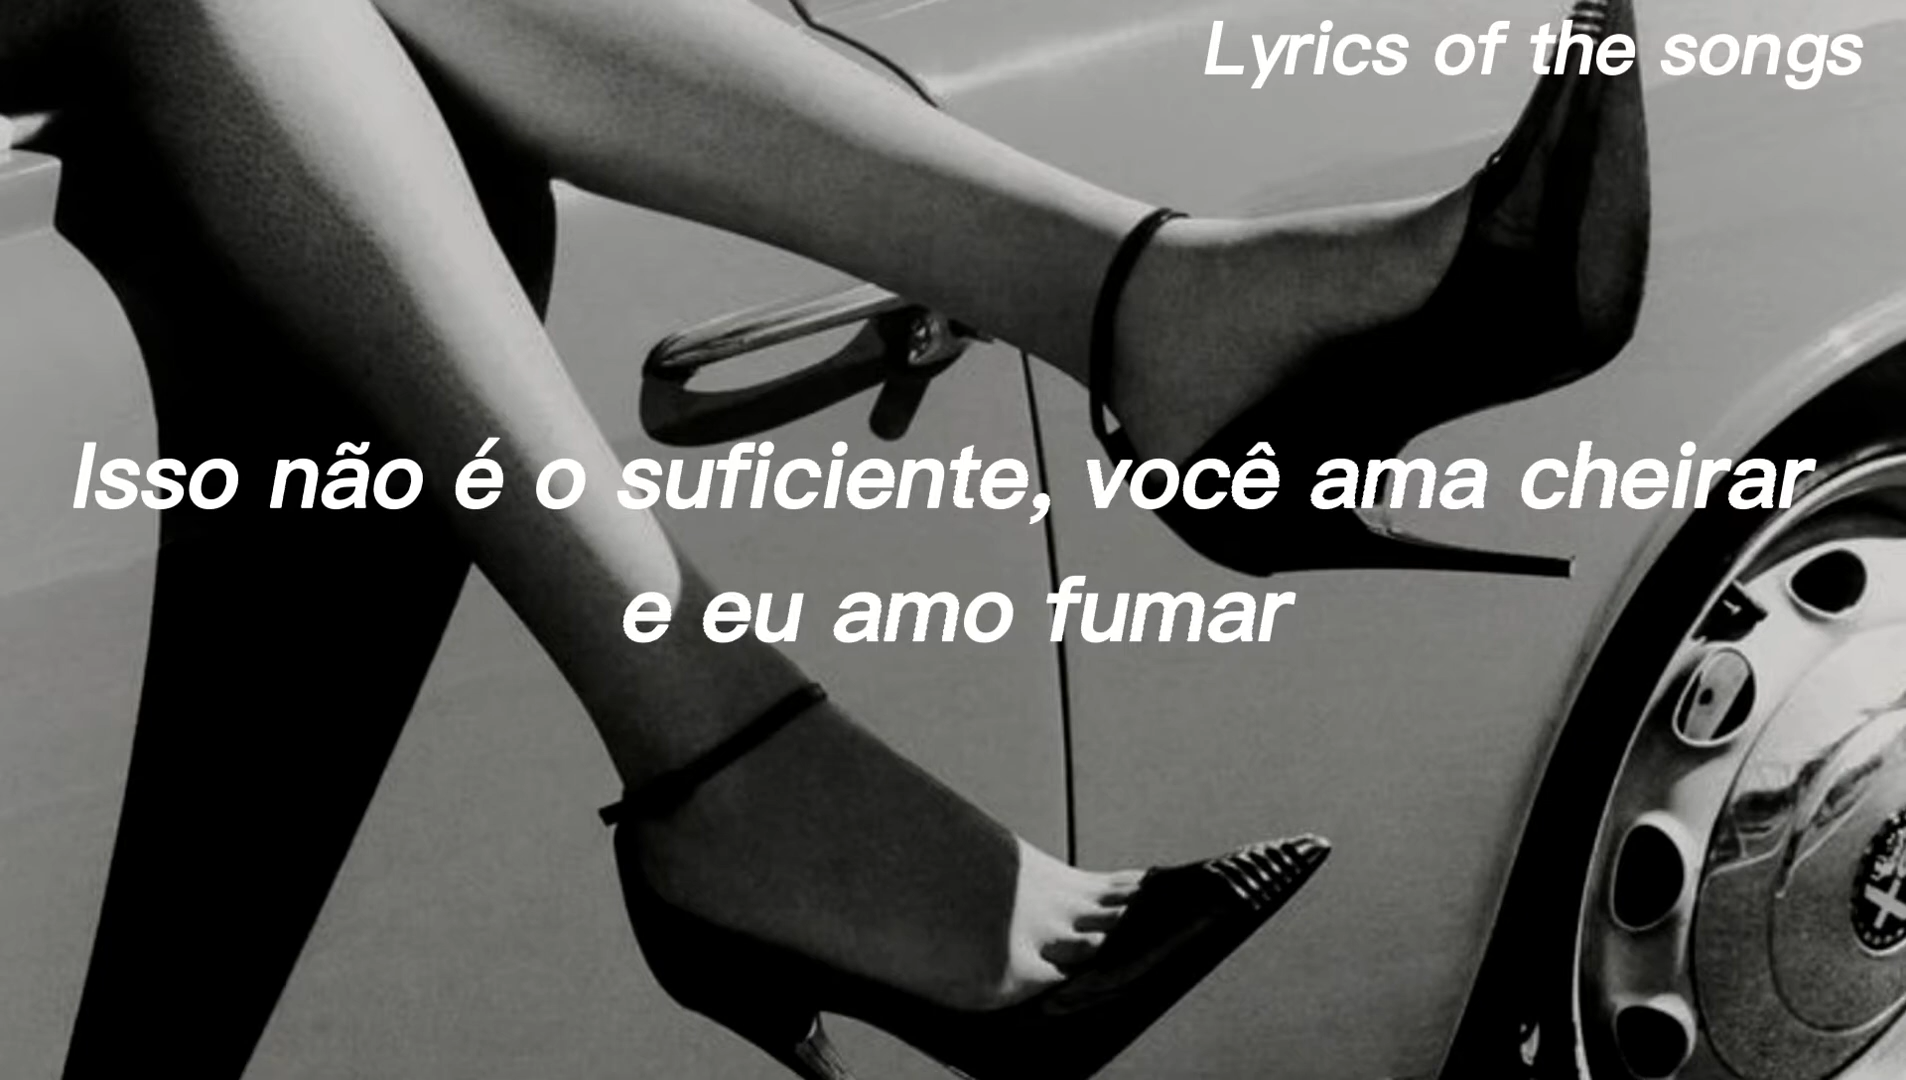 Lyrics of the songs
Isso não é o suficiente, você ama cheirar
e eu amo fumar